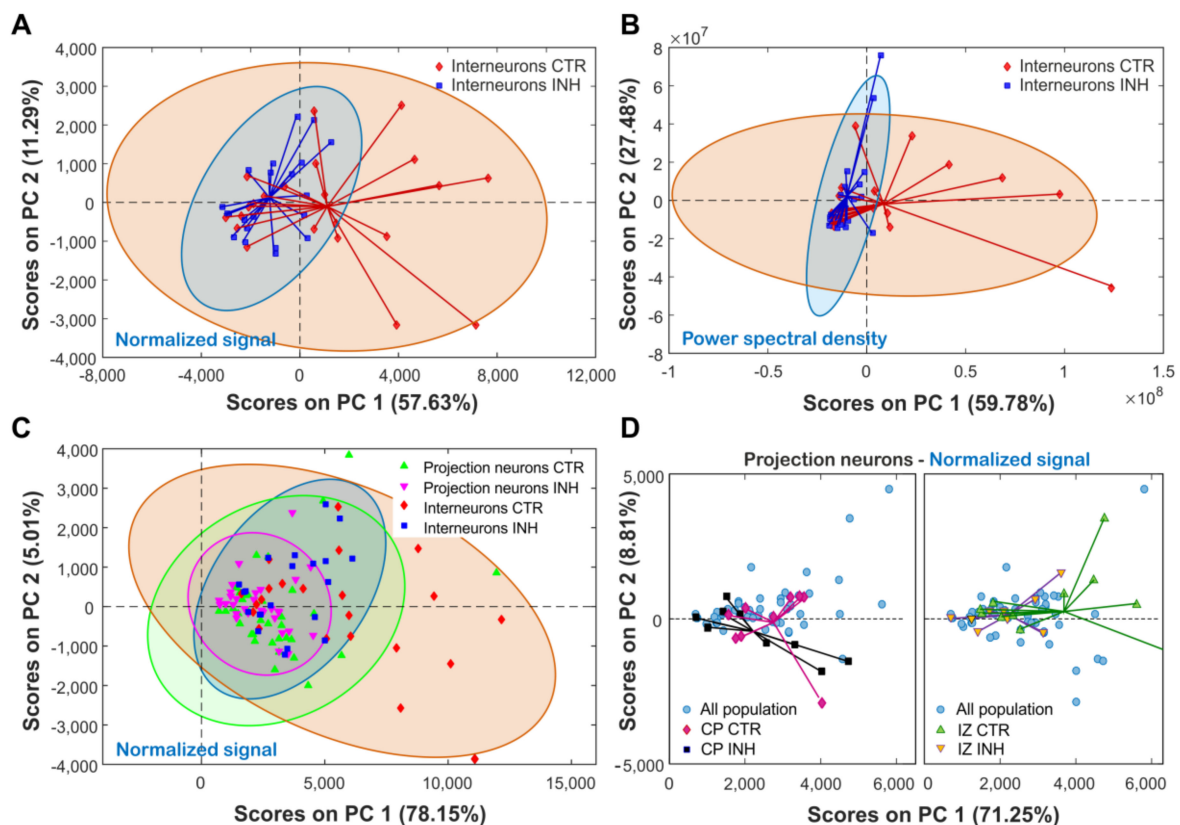 A
4,000
3,000
2,000
1,000
0
-1,000
-2,000
-3,000
-4,000
-8,000
-4,000
0
4,000
8,000
12,000
Scores on PC 2 (11.29%)
Scores on PC 1 (57.63%)
Interneurons CTR
Interneurons INH
Normalized signal
B
×10⁷
8
6
4
2
0
-2
-4
-6
-8
-1
-0.5
0
0.5
1
1.5
×10⁸
Scores on PC 2 (27.48%)
Scores on PC 1 (59.78%)
Interneurons CTR
Interneurons INH
Power spectral density
C
4,000
3,000
2,000
1,000
0
-1,000
-2,000
-3,000
-4,000
0
5,000
10,000
15,000
Scores on PC 2 (5.01%)
Scores on PC 1 (78.15%)
Projection neurons CTR
Projection neurons INH
Interneurons CTR
Interneurons INH
Normalized signal
D
Projection neurons - Normalized signal
5,000
0
−5,000
Scores on PC 2 (8.81%)
0
2,000
4,000
6,000
0
2,000
4,000
6,000
Scores on PC 1 (71.25%)
All population
CP CTR
CP INH
All population
IZ CTR
IZ INH